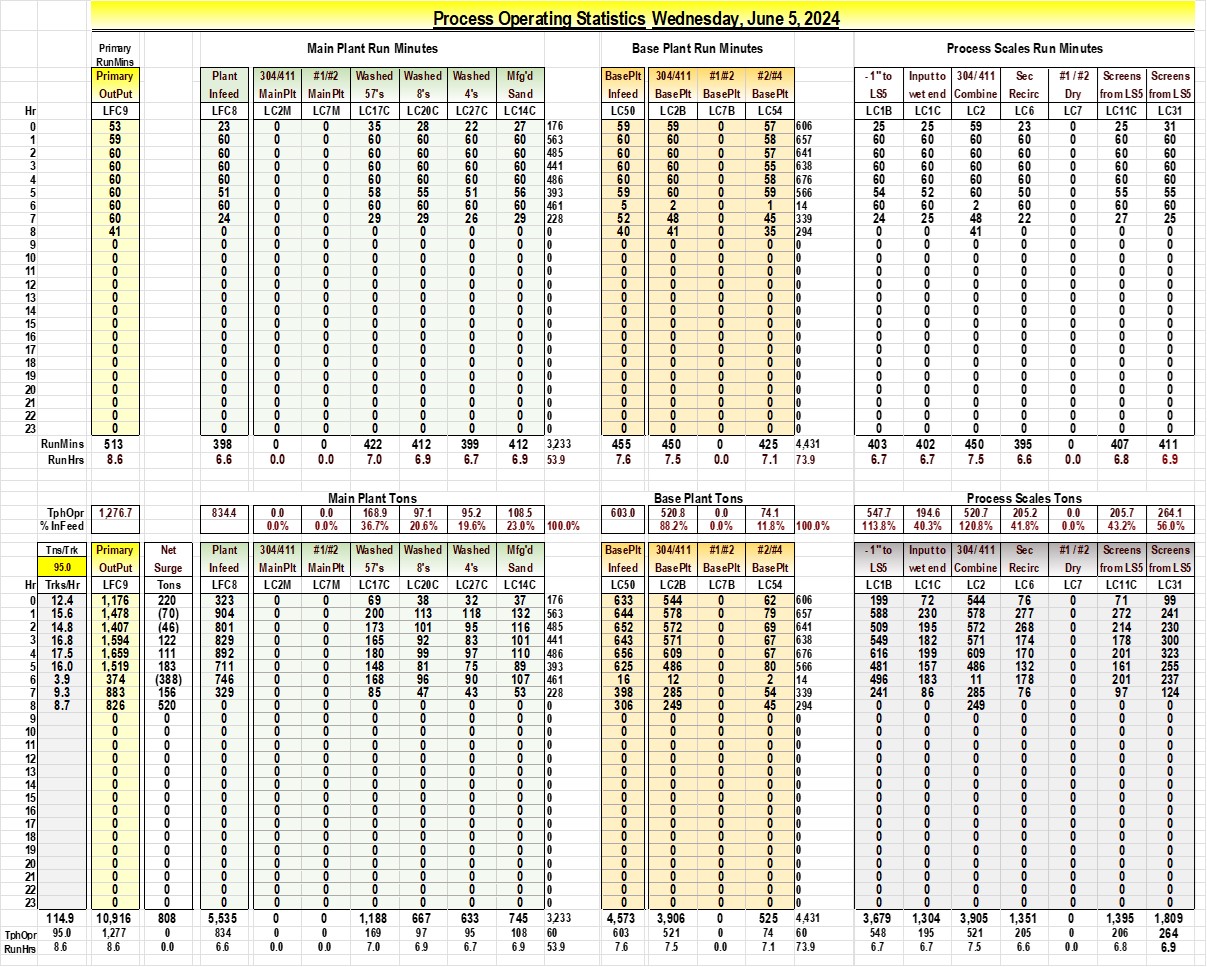 Process Operating Statistics Wednesday, June 5, 2024
Primary Main Plant Run Minutes Base Plant Run Minutes Process Scales Run Minutes
RunMins
Primary Plant 304/411 #1/#2 Washed Washed Washed Mfg'd BasePlt 304/411 #1/#2 #2/#4 - 1" to Input to 304/ 411 Sec #1 / #2 Screens Screens
OutPut Infeed MainPlt MainPlt 57's 8's 4's Sand Infeed BasePlt BasePlt BasePlt LS5 wet end Combine Recirc Dry from LS5 from LS5
Hr LFC9 LFC8 LC2M LC7M LC17C LC20C LC27C LC14C LC50 LC2B LC7B LC54 LC1B LC1C LC2 LC6 LC7 LC11C LC31
0 53 23 0 0 35 28 22 27 176 59 59 0 57 606 25 25 59 23 0 25 31
1 59 60 0 0 60 60 60 60 563 60 60 0 58 657 60 60 60 60 0 60 60
2 60 60 0 0 60 60 60 60 485 60 60 0 57 641 60 60 60 60 0 60 60
3 60 60 0 0 60 60 60 60 441 60 60 0 55 638 60 60 60 60 0 60 60
4 60 60 0 0 60 60 60 60 486 60 60 0 58 676 60 60 60 60 0 60 60
5 60 51 0 0 58 55 51 56 393 59 60 0 59 566 54 52 60 50 0 55 55
6 60 60 0 0 60 60 60 60 461 5 2 0 1 14 60 60 2 60 0 60 60
7 60 24 0 0 29 29 26 29 228 52 48 0 45 339 24 25 48 22 0 27 25
8 41 0 0 0 0 0 0 0 0 40 41 0 35 294 0 0 41 0 0 0 0
9 0 0 0 0 0 0 0 0 0 0 0 0 0 0 0 0 0 0 0 0 0
10 0 0 0 0 0 0 0 0 0 0 0 0 0 0 0 0 0 0 0 0 0
11 0 0 0 0 0 0 0 0 0 0 0 0 0 0 0 0 0 0 0 0 0
12 0 0 0 0 0 0 0 0 0 0 0 0 0 0 0 0 0 0 0 0 0
13 0 0 0 0 0 0 0 0 0 0 0 0 0 0 0 0 0 0 0 0 0
14 0 0 0 0 0 0 0 0 0 0 0 0 0 0 0 0 0 0 0 0 0
15 0 0 0 0 0 0 0 0 0 0 0 0 0 0 0 0 0 0 0 0 0
16 0 0 0 0 0 0 0 0 0 0 0 0 0 0 0 0 0 0 0 0 0
17 0 0 0 0 0 0 0 0 0 0 0 0 0 0 0 0 0 0 0 0 0
18 0 0 0 0 0 0 0 0 0 0 0 0 0 0 0 0 0 0 0 0 0
19 0 0 0 0 0 0 0 0 0 0 0 0 0 0 0 0 0 0 0 0 0
20 0 0 0 0 0 0 0 0 0 0 0 0 0 0 0 0 0 0 0 0 0
21 0 0 0 0 0 0 0 0 0 0 0 0 0 0 0 0 0 0 0 0 0
22 0 0 0 0 0 0 0 0 0 0 0 0 0 0 0 0 0 0 0 0 0
23 0 0 0 0 0 0 0 0 0 0 0 0 0 0 0 0 0 0 0 0 0
RunMins 513 398 0 0 422 412 399 412 3,233 455 450 0 425 4,431 403 402 450 395 0 407 411
Run Hrs 8.6 6.6 0.0 0.0 7.0 6.9 6.7 6.9 53.9 7.6 7.5 0.0 7.1 73.9 6.7 6.7 7.5 6.6 0.0 6.8 6.9
Main Plant Tons Base Plant Tons Process Scales Tons
TphOpr 1,276.7 834.4 0.0 0.0 168.9 97.1 95.2 108.5 603.0 520.8 0.0 74.1 547.7 194.6 520.7 205.2 0.0 205.7 264.1
% InFeed 0.0% 0.0% 36.7% 20.6% 19.6% 23.0% 100.0% 88.2% 0.0% 11.8% 100.0% 113.8% 40.3% 120.8% 41.8% 0.0% 43.2% 56.0%
Tns/Trk Primary Net Plant 304/411 #1/#2 Washed Washed Washed Mfg'd BasePlt 304/411 #1/#2 #2/#4 - 1" to Input to 304/ 411 Sec #1 / #2 Screens Screens
95.0 OutPut Surge Infeed MainPlt MainPlt 57's 8's 4's Sand Infeed BasePlt BasePlt BasePlt LS5 wet end Combine Recirc Dry from LS5 from LS5
Hr Trks/Hr LFC9 Tons LFC8 LC2M LC7M LC17C LC20C LC27C LC14C LC50 LC2B LC7B LC54 LC1B LC1C LC2 LC6 LC7 LC11C LC31
0 12.4 1,176 220 323 0 0 69 38 32 37 176 633 544 0 62 606 199 72 544 76 0 71 99
1 15.6 1,478 (70) 904 0 0 200 113 118 132 563 644 578 0 79 657 588 230 578 277 0 272 241
2 14.8 1,407 (46) 801 0 0 173 101 95 116 485 652 572 0 69 641 509 195 572 268 0 214 230
3 16.8 1,594 122 829 0 0 165 92 83 101 441 643 571 0 67 638 549 182 571 174 0 178 300
4 17.5 1,659 111 892 0 0 180 99 97 110 486 656 609 0 67 676 616 199 609 170 0 201 323
5 16.0 1,519 183 711 0 0 148 81 75 89 393 625 486 0 80 566 481 157 486 132 0 161 255
6 3.9 374 (388) 746 0 0 168 96 90 107 461 16 12 0 2 14 496 183 11 178 0 201 237
7 9.3 883 156 329 0 0 85 47 43 53 228 398 285 0 54 339 241 86 285 76 0 97 124
8 8.7 826 520 0 0 0 0 0 0 0 0 306 249 0 45 294 0 0 249 0 0 0 0
9 0 0 0 0 0 0 0 0 0 0 0 0 0 0 0 0 0 0 0 0 0 0
10 0 0 0 0 0 0 0 0 0 0 0 0 0 0 0 0 0 0 0 0 0 0
11 0 0 0 0 0 0 0 0 0 0 0 0 0 0 0 0 0 0 0 0 0 0
12 0 0 0 0 0 0 0 0 0 0 0 0 0 0 0 0 0 0 0 0 0 0
13 0 0 0 0 0 0 0 0 0 0 0 0 0 0 0 0 0 0 0 0 0 0
14 0 0 0 0 0 0 0 0 0 0 0 0 0 0 0 0 0 0 0 0 0 0
15 0 0 0 0 0 0 0 0 0 0 0 0 0 0 0 0 0 0 0 0 0 0
16 0 0 0 0 0 0 0 0 0 0 0 0 0 0 0 0 0 0 0 0 0 0
17 0 0 0 0 0 0 0 0 0 0 0 0 0 0 0 0 0 0 0 0 0 0
18 0 0 0 0 0 0 0 0 0 0 0 0 0 0 0 0 0 0 0 0 0 0
19 0 0 0 0 0 0 0 0 0 0 0 0 0 0 0 0 0 0 0 0 0 0
20 0 0 0 0 0 0 0 0 0 0 0 0 0 0 0 0 0 0 0 0 0 0
21 0 0 0 0 0 0 0 0 0 0 0 0 0 0 0 0 0 0 0 0 0 0
22 0 0 0 0 0 0 0 0 0 0 0 0 0 0 0 0 0 0 0 0 0 0
23 0 0 0 0 0 0 0 0 0 0 0 0 0 0 0 0 0 0 0 0 0 0
114.9 10,916 808 5,535 0 0 1,188 667 633 745 3,233 4,573 3,906 0 525 4,431 3,679 1,304 3,905 1,351 0 1,395 1,809
TphOpr 95.0 1,277 0 834 0 0 169 97 95 108 60 603 521 0 74 60 548 195 521 205 0 206 264
RunHrs 8.6 8.6 0.0 6.6 0.0 0.0 7.0 6.9 6.7 6.9 53.9 7.6 7.5 0.0 7.1 73.9 6.7 6.7 7.5 6.6 0.0 6.8 6.9